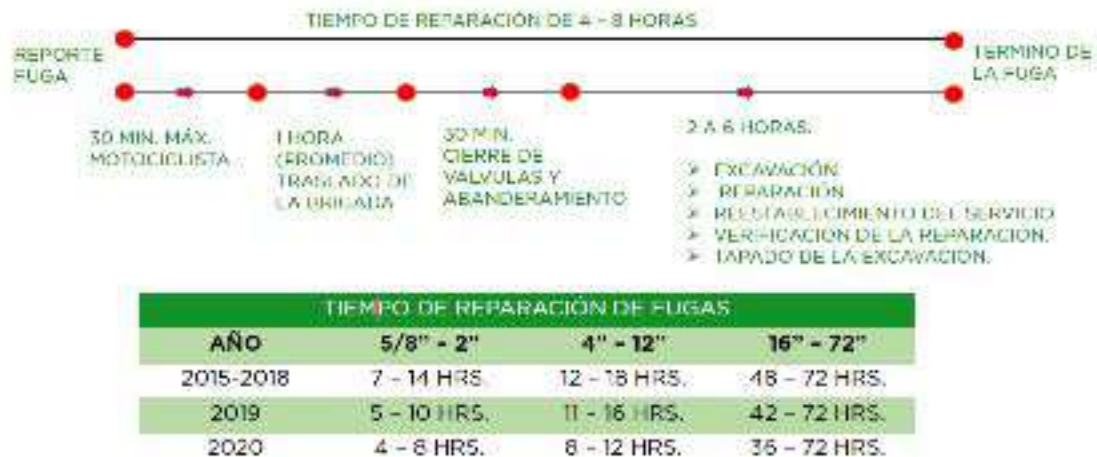 TIEMPO DE REPARACIÓN DE 4 – 8 HORAS
REPORTE
FUGA
TERMINO DE
LA FUGA
30 MIN. MÁX.
MOTOCICLISTA
1 HORA
(PROMEDIO)
TRASLADO DE
LA BRIGADA
30 MIN.
CIERRE DE
VALVULAS Y
ABANDERAMIENTO
2 A 6 HORAS.
➢ EXCAVACIÓN
➢ REPARACIÓN
➢ REESTABLECIMIENTO DEL SERVICIO
➢ VERIFICACION DE LA REPARACION.
➢ TAPADO DE LA EXCAVACION.
TIEMPO DE REPARACIÓN DE FUGAS
AÑO 5/8" - 2" 4" - 12" 16" - 72"
2015-2018 7 – 14 HRS. 12 – 18 HRS. 48 – 72 HRS.
2019 5 – 10 HRS. 11 - 16 HRS. 42 – 72 HRS.
2020 4 – 8 HRS. 8 – 12 HRS. 36 – 72 HRS.